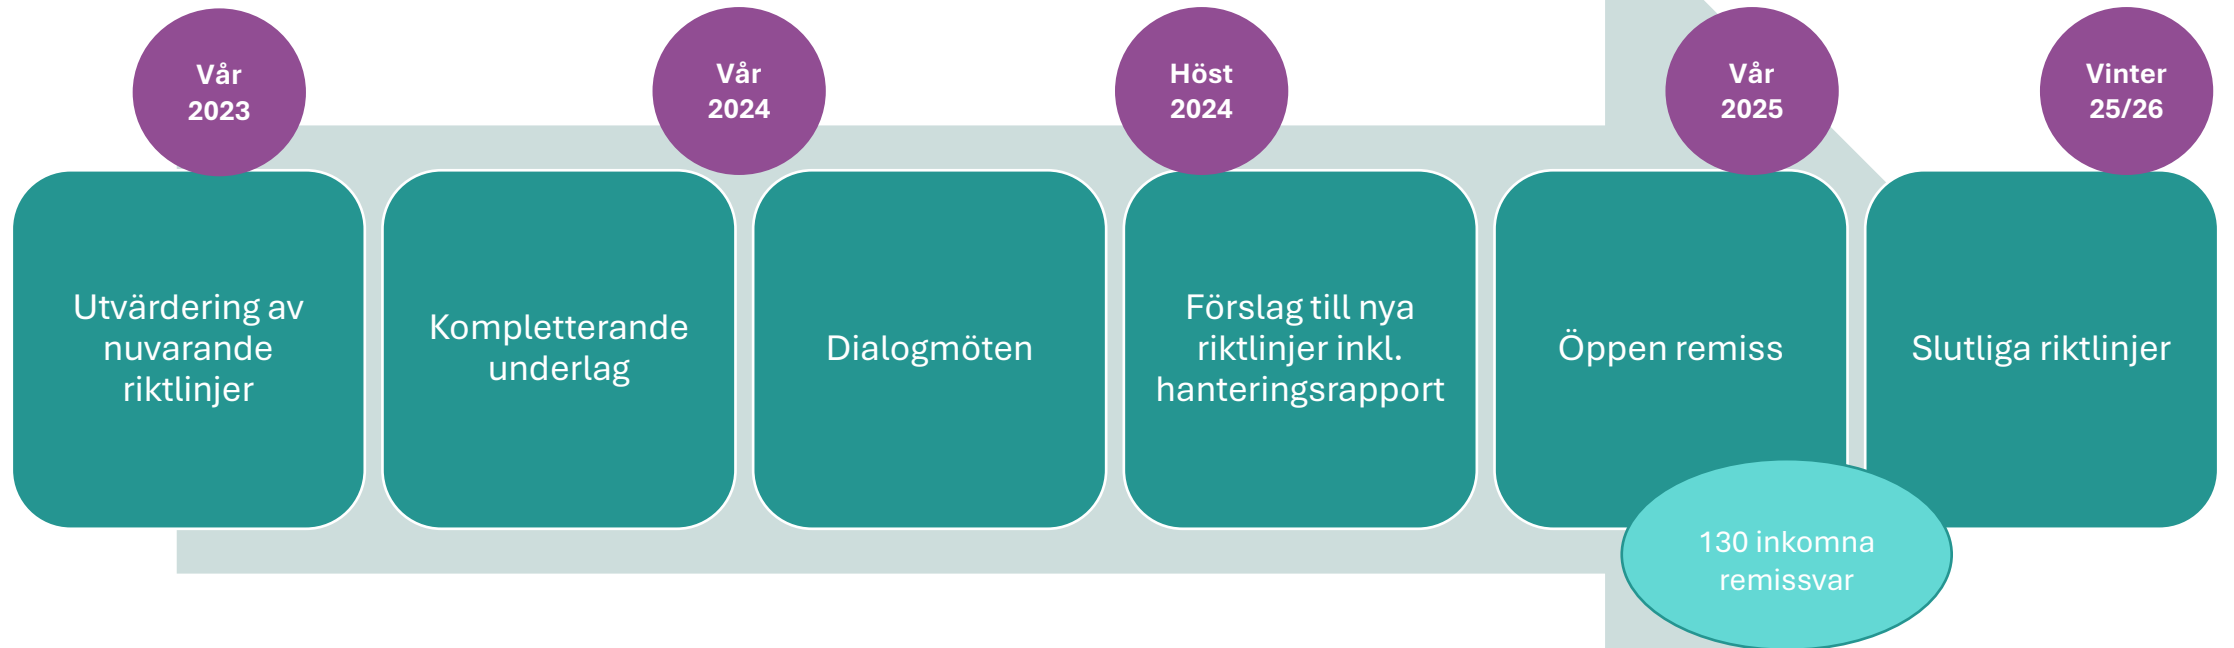 Vår
2023
Vår
2024
Höst
2024
Vår
2025
Vinter
25/26
Utvärdering av
nuvarande
riktlinjer
Kompletterande
underlag
Dialogmöten
Förslag till nya
riktlinjer inkl.
hanteringsrapport
Öppen remiss
Slutliga riktlinjer
130 inkomna
remissvar